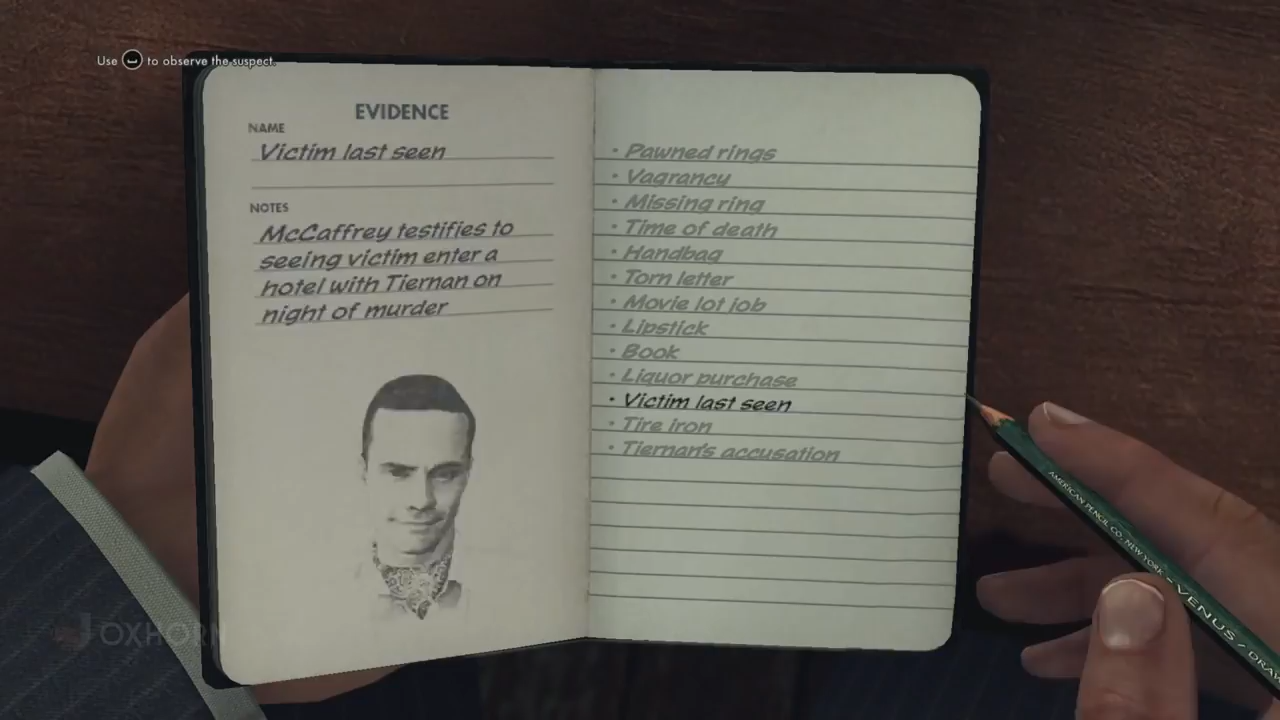 Use to observe the suspect.
EVIDENCE
NAME
Victim last seen
NOTES
McCaffrey testifies to
seeing victim enter a
hotel with Tiernan on
night of murder
• Pawned rings
• Vagrancy
• Missing ring
• Time of death
• Handbag
• Torn letter
• Movie lot job
• Lipstick
• Book
• Liquor purchase
• Victim last seen
• Tire iron
• Tiernan's accusation
AMERICAN PENCIL CO. NEW YORK - VENUS / DRAW
OXHORN